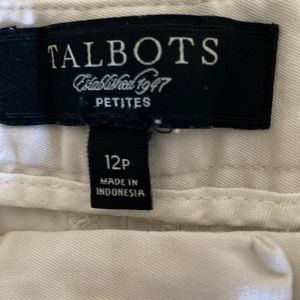 TALBOTS
Established 1947
PETITES
12P
MADE IN
INDONESIA